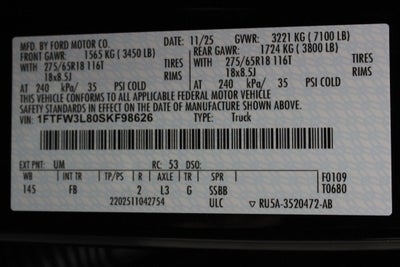 MFD. BY FORD MOTOR CO. DATE: 11/25 GVWR: 3221 KG ( 7100 LB)
FRONT GAWR: 1565 KG ( 3450 LB) REAR GAWR: 1724 KG ( 3800 LB)
WITH 275/65R18 116T TIRES WITH 275/65R18 116T TIRES
18x8.5J RIMS 18x8.5J RIMS
AT 240 kPa/ 35 PSI COLD AT 240 kPa/ 35 PSI COLD
THIS VEHICLE CONFORMS TO ALL APPLICABLE FEDERAL MOTOR VEHICLE
SAFETY STANDARDS IN EFFECT ON THE DATE OF MANUFACTURE SHOWN ABOVE.
VIN: 1FTFW3L80SKF98626 TYPE: Truck
EXT PNT: UM RC: 53 DSO:
WB INT TR TP/PS R AXLE TR SPR F0109
145 FB 2 L3 G SSBB T0680
2202511042754 ULC RU5A-3520472-AB